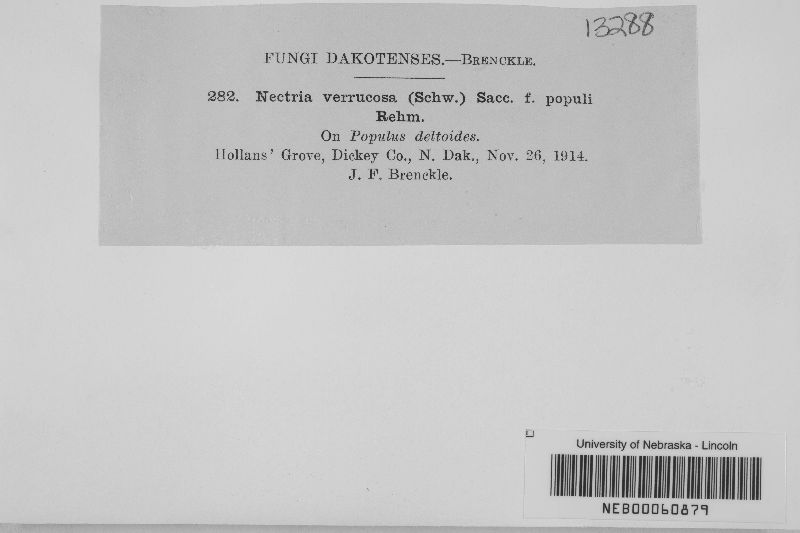 13288
FUNGI DAKOTENSES.—BRENCKLE.
282. Nectria verrucosa (Schw.) Sacc. f. populi
Rehm.
On Populus deltoides.
Hollans' Grove, Dickey Co., N. Dak., Nov. 26, 1914.
J. F. Brenckle.
University of Nebraska - Lincoln
NEB00060879